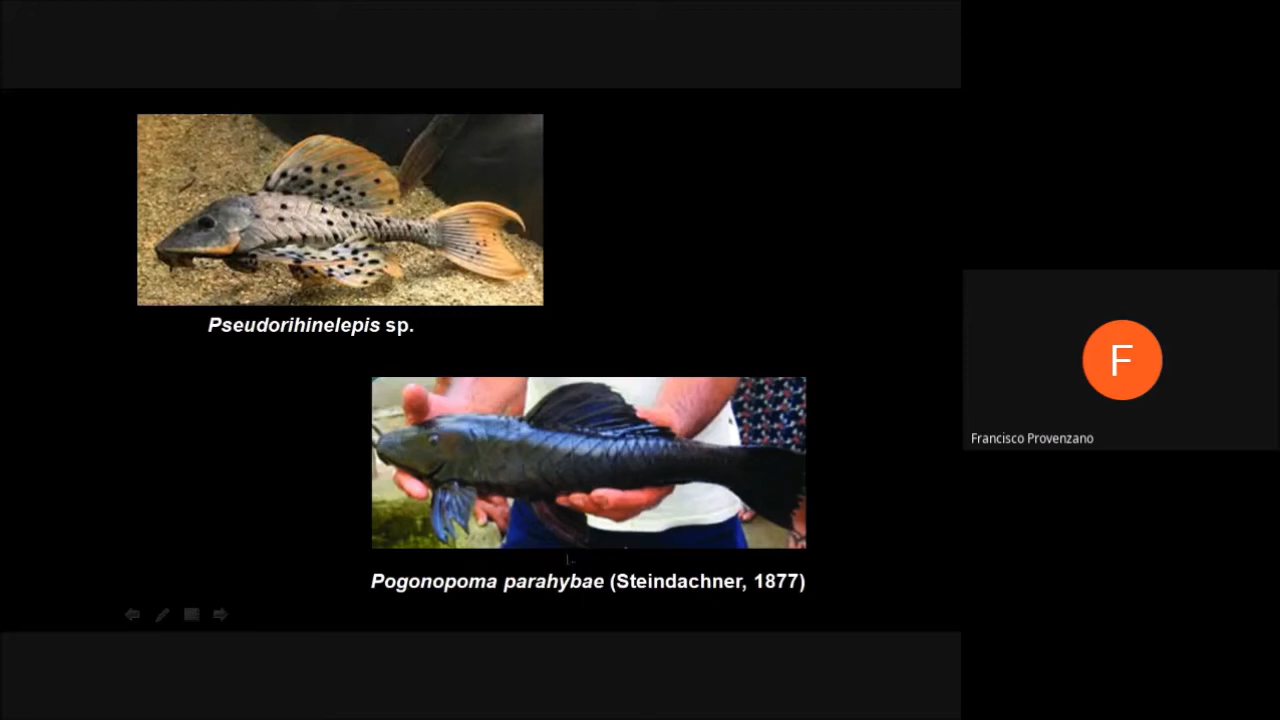 Pseudorihinelepis sp.
F
Francisco Provenzano
Pogonopoma parahybae (Steindachner, 1877)